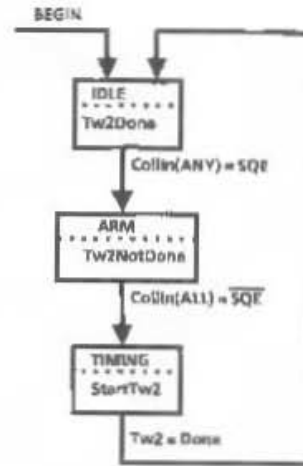 BEGIN
IDLE
Tw2Done
CollIn(ANY) = SQE
ARM
Tw2NotDone
CollIn(ALL) = SQE
TIMING
StartTw2
Tw2 = Done